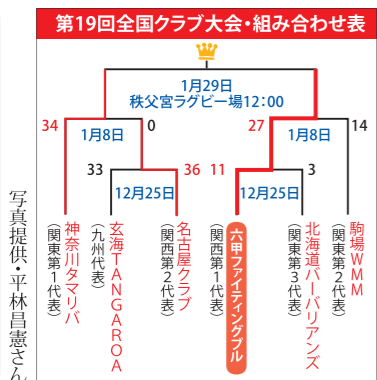 第19回全国クラブ大会・組み合わせ表
1月29日
秩父宮ラグビー場12：00
34
1月8日
0
27
1月8日
14
33
12月25日
36
11
12月25日
3
神奈川タマリバ
（関東第1代表）
玄海TANGAROA
（九州代表）
名古屋クラブ
（関西第2代表）
六甲ファイティングブル
（関西第1代表）
北海道バーバリアンズ
（関東第3代表）
駒場WMM
（関東第2代表）
写真提供・平林昌憲さん